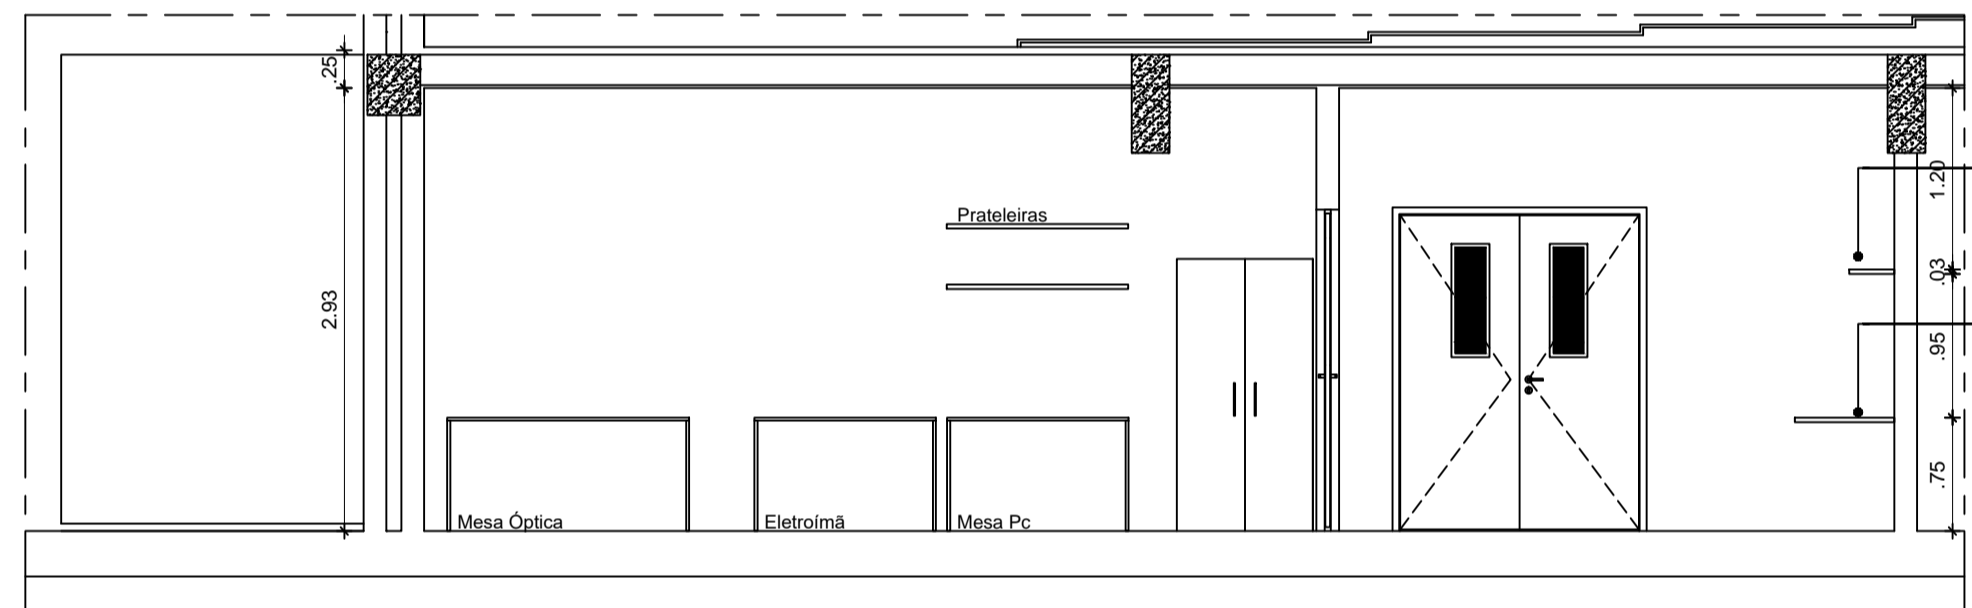 .25
2.93
Prateleiras
Mesa Óptica
Eletroímã
Mesa Pc
1.20
.03
.95
.75